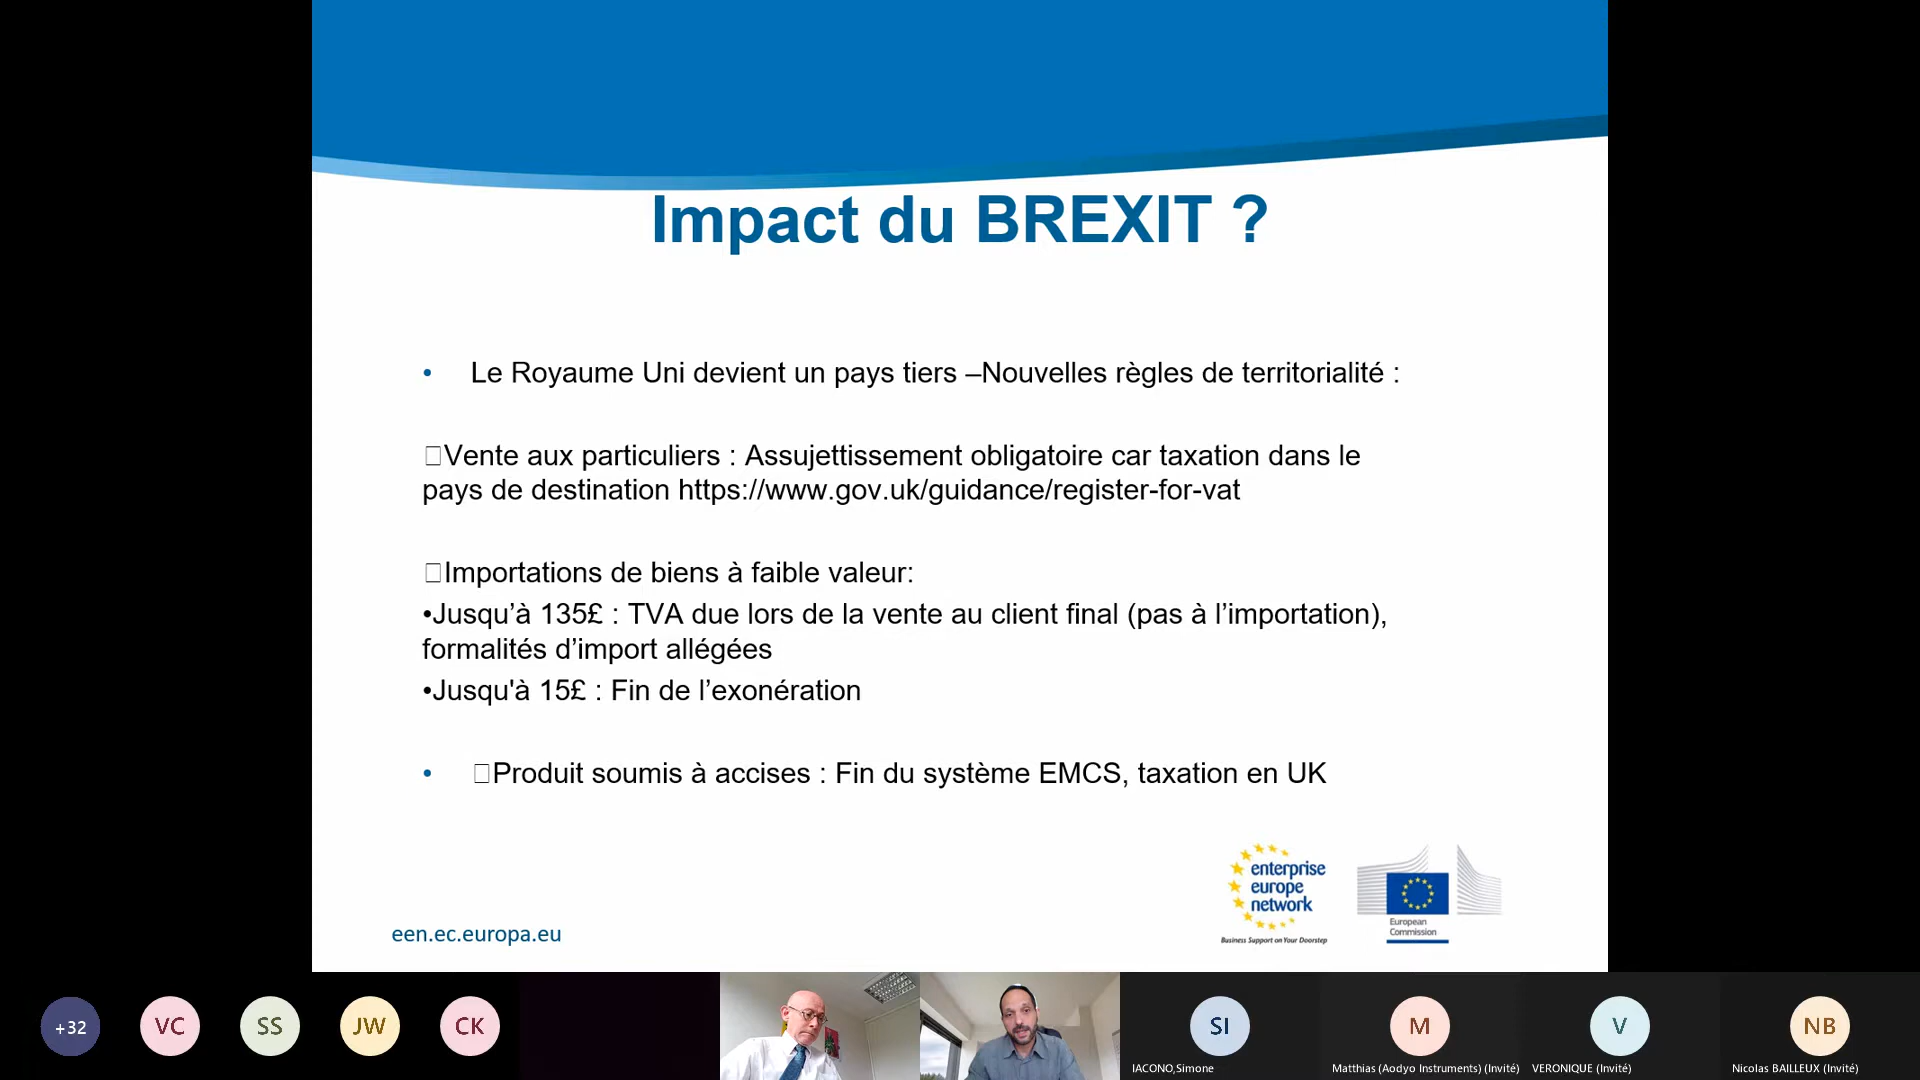 Impact du BREXIT ?
• Le Royaume Uni devient un pays tiers –Nouvelles règles de territorialité :
Vente aux particuliers : Assujettissement obligatoire car taxation dans le
pays de destination https://www.gov.uk/guidance/register-for-vat
Importations de biens à faible valeur:
•Jusqu’à 135£ : TVA due lors de la vente au client final (pas à l’importation),
formalités d’import allégées
•Jusqu'à 15£ : Fin de l’exonération
• Produit soumis à accises : Fin du système EMCS, taxation en UK
enterprise
europe
network
Business Support on Your Doorstep
European
Commission
een.ec.europa.eu
+32
VC
SS
JW
CK
SI
M
V
NB
IACONO,Simone
Matthias (Aodyo Instruments) (Invité)
VERONIQUE (Invité)
Nicolas BAILLEUX (Invité)